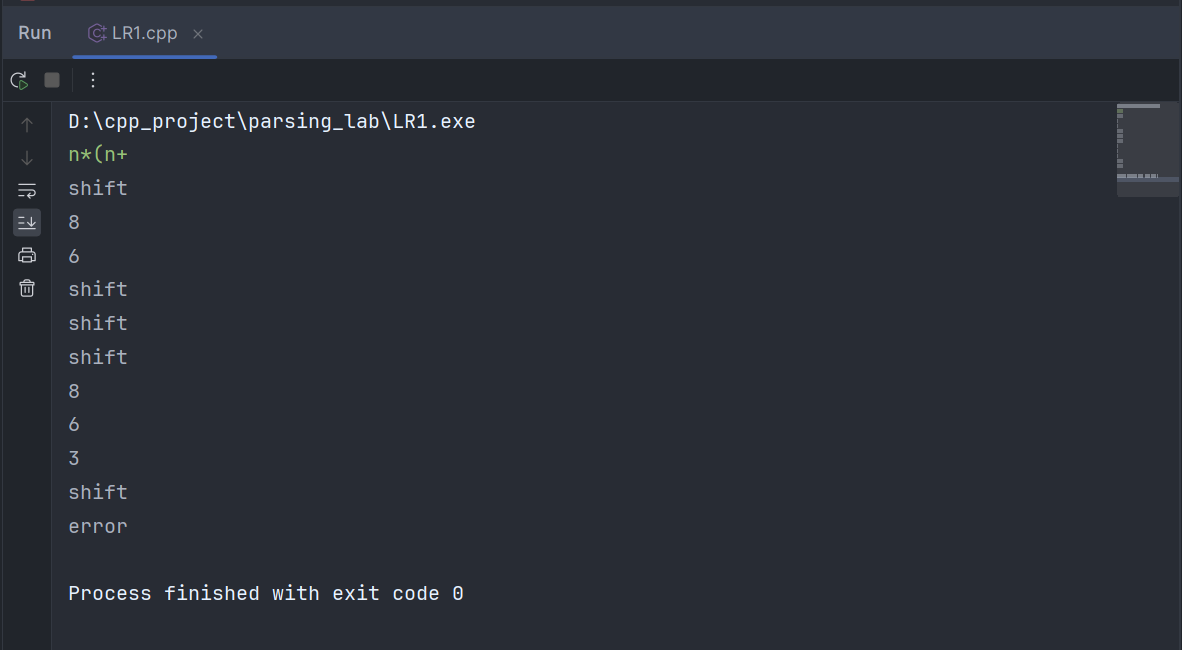 Run LR1.cpp
D:\cpp_project\parsing_lab\LR1.exe
n*(n+
shift
8
6
shift
shift
shift
8
6
3
shift
error
Process finished with exit code 0